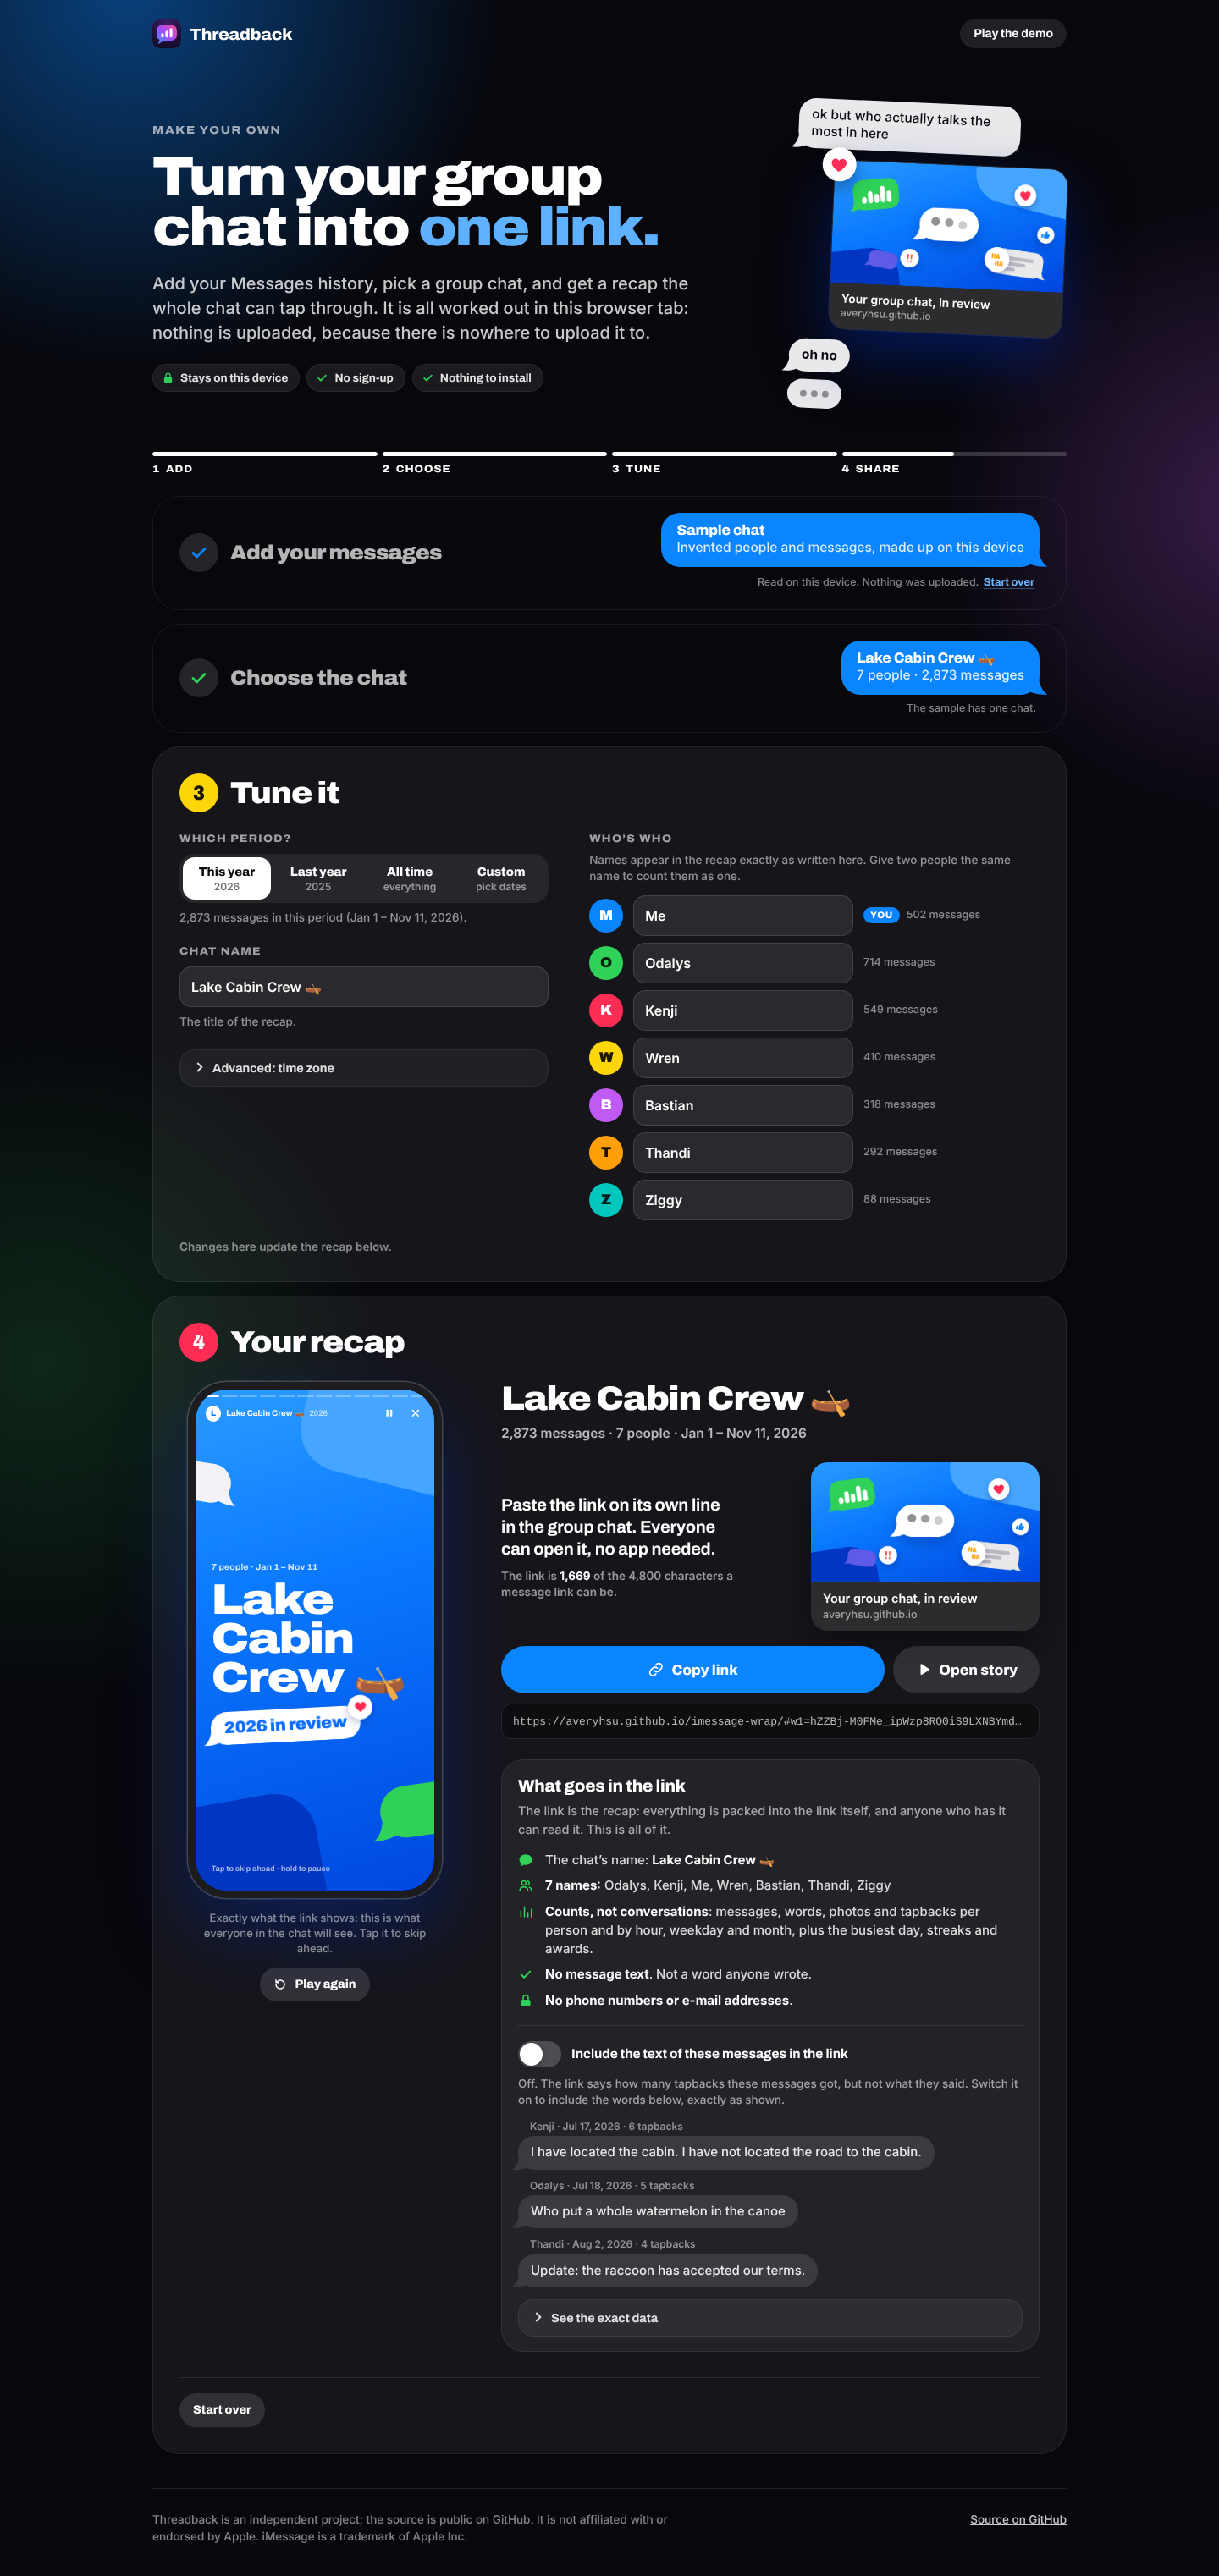 Threadback
Play the demo
MAKE YOUR OWN
Turn your group
chat into one link.
Add your Messages history, pick a group chat, and get a recap the
whole chat can tap through. It is all worked out in this browser tab:
nothing is uploaded, because there is nowhere to upload it to.
Stays on this device
No sign-up
Nothing to install
ok but who actually talks the
most in here
!!
HA
HA
Your group chat, in review
averyhsu.github.io
oh no
1 ADD
2 CHOOSE
3 TUNE
4 SHARE
Add your messages
Sample chat
Invented people and messages, made up on this device
Read on this device. Nothing was uploaded. Start over
Choose the chat
Lake Cabin Crew 🛶
7 people · 2,873 messages
The sample has one chat.
3 Tune it
WHICH PERIOD?
This year
2026
Last year
2025
All time
everything
Custom
pick dates
2,873 messages in this period (Jan 1 – Nov 11, 2026).
CHAT NAME
Lake Cabin Crew 🛶
The title of the recap.
Advanced: time zone
WHO'S WHO
Names appear in the recap exactly as written here. Give two people the same
name to count them as one.
M Me YOU 502 messages
O Odalys 714 messages
K Kenji 549 messages
W Wren 410 messages
B Bastian 318 messages
T Thandi 292 messages
Z Ziggy 88 messages
Changes here update the recap below.
4 Your recap
L Lake Cabin Crew 🛶 2026
7 people · Jan 1 – Nov 11
Lake
Cabin
Crew 🛶
2026 in review
Tap to skip ahead · hold to pause
Exactly what the link shows: this is what
everyone in the chat will see. Tap it to skip
ahead.
Play again
Lake Cabin Crew 🛶
2,873 messages · 7 people · Jan 1 – Nov 11, 2026
Paste the link on its own line
in the group chat. Everyone
can open it, no app needed.
The link is 1,669 of the 4,800 characters a
message link can be.
!!
HA
HA
Your group chat, in review
averyhsu.github.io
Copy link
Open story
https://averyhsu.github.io/imessage-wrap/#w1=hZZBj-M0FMe_ipWzp8RO0iS9LXNBYmd…
What goes in the link
The link is the recap: everything is packed into the link itself, and anyone who has it
can read it. This is all of it.
The chat's name: Lake Cabin Crew 🛶
7 names: Odalys, Kenji, Me, Wren, Bastian, Thandi, Ziggy
Counts, not conversations: messages, words, photos and tapbacks per
person and by hour, weekday and month, plus the busiest day, streaks and
awards.
No message text. Not a word anyone wrote.
No phone numbers or e-mail addresses.
Include the text of these messages in the link
Off. The link says how many tapbacks these messages got, but not what they said. Switch it
on to include the words below, exactly as shown.
Kenji · Jul 17, 2026 · 6 tapbacks
I have located the cabin. I have not located the road to the cabin.
Odalys · Jul 18, 2026 · 5 tapbacks
Who put a whole watermelon in the canoe
Thandi · Aug 2, 2026 · 4 tapbacks
Update: the raccoon has accepted our terms.
See the exact data
Start over
Threadback is an independent project; the source is public on GitHub. It is not affiliated with or
endorsed by Apple. iMessage is a trademark of Apple Inc.
Source on GitHub